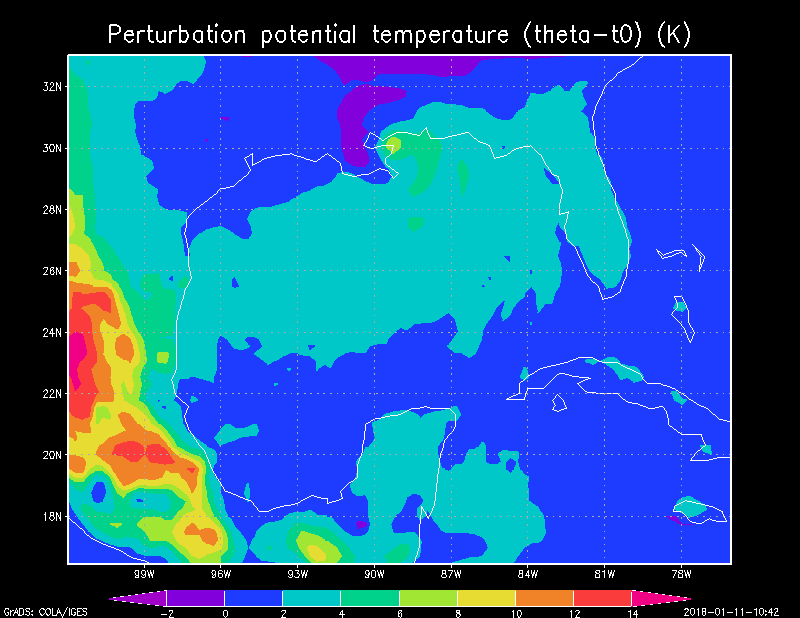 Perturbation potential temperature (theta-t0) (K)
32N
30N
28N
26N
24N
22N
20N
18N
99W 96W 93W 90W 87W 84W 81W 78W
-2 0 2 4 6 8 10 12 14
GrADS: COLA/IGES 2018-01-11-10:42